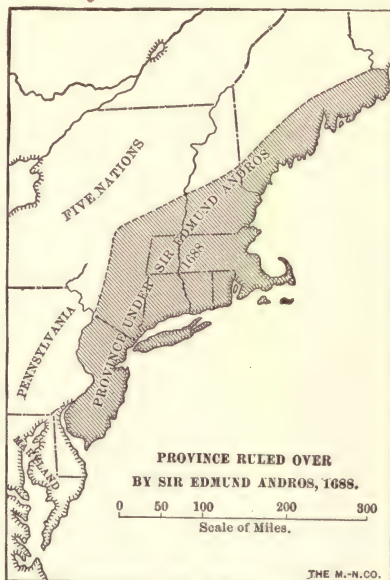 FIVE NATIONS
PROVINCE UNDER SIR EDMUND ANDROS
1688
PENNSYLVANIA
MARYLAND
PROVINCE RULED OVER
BY SIR EDMUND ANDROS, 1688.
0 100 200 300
Scale of Miles.
THE M.-N. CO.